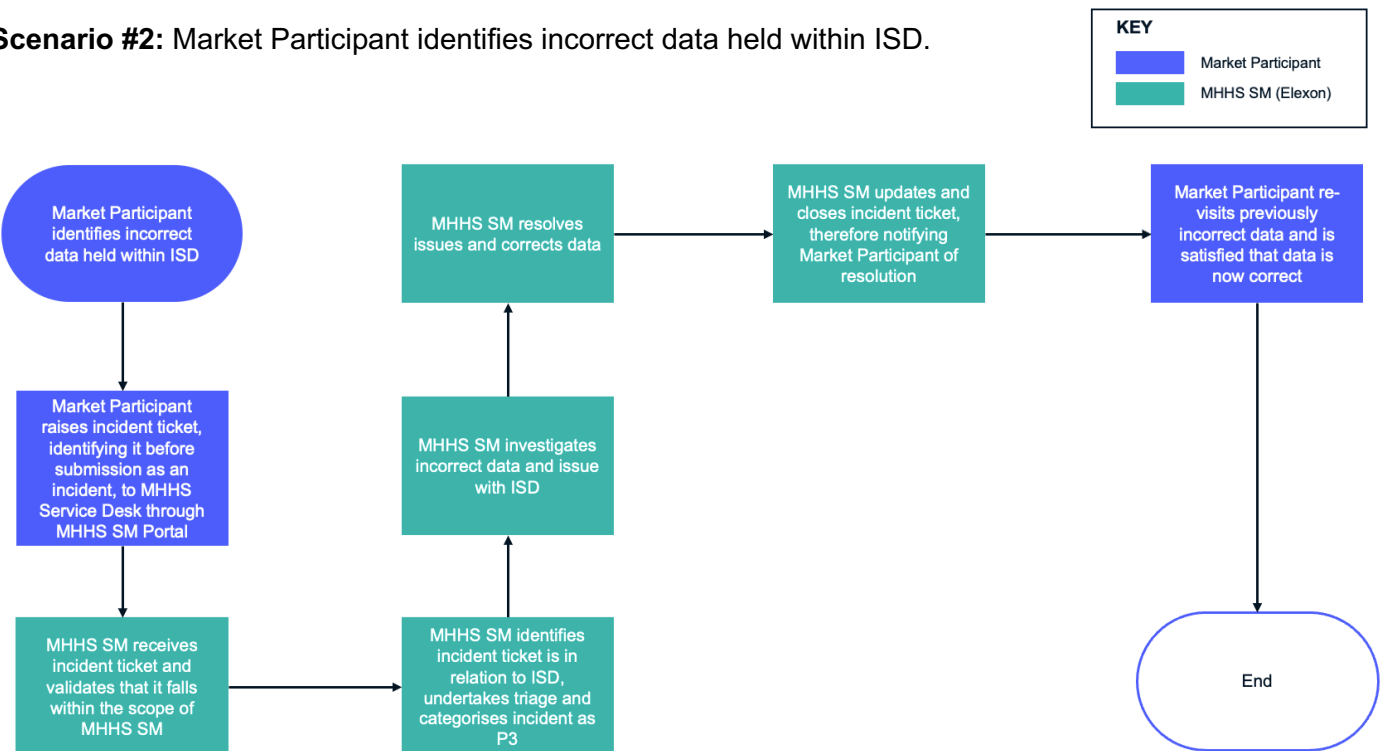 Scenario #2: Market Participant identifies incorrect data held within ISD.
KEY
Market Participant
MHHS SM (Elexon)
Market Participant
identifies incorrect
data held within ISD
Market Participant
raises incident ticket,
identifying it before
submission as an
incident, to MHHS
Service Desk through
MHHS SM Portal
MHHS SM receives
incident ticket and
validates that it falls
within the scope of
MHHS SM
MHHS SM identifies
incident ticket is in
relation to ISD,
undertakes triage and
categorises incident as
P3
MHHS SM investigates
incorrect data and issue
with ISD
MHHS SM resolves
issues and corrects data
MHHS SM updates and
closes incident ticket,
therefore notifying
Market Participant of
resolution
Market Participant re-
visits previously
incorrect data and is
satisfied that data is
now correct
End